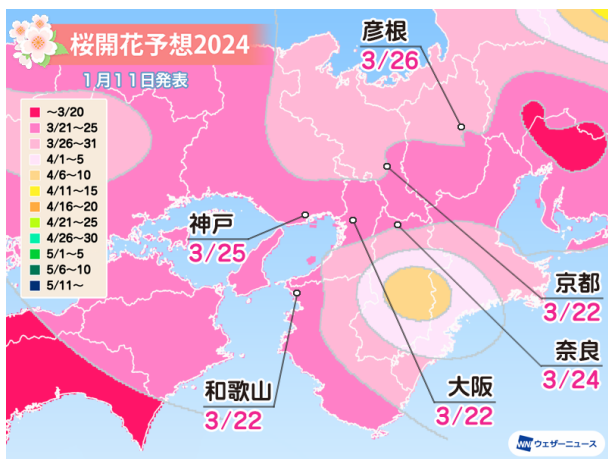 桜開花予想2024
1月11日発表
～3/20
3/21～25
3/26～31
4/1～5
4/6～10
4/11～15
4/16～20
4/21～25
4/26～30
5/1～5
5/6～10
5/11～
彦根
3/26
神戸
3/25
京都
3/22
奈良
3/24
和歌山
3/22
大阪
3/22
WN ウェザーニュース